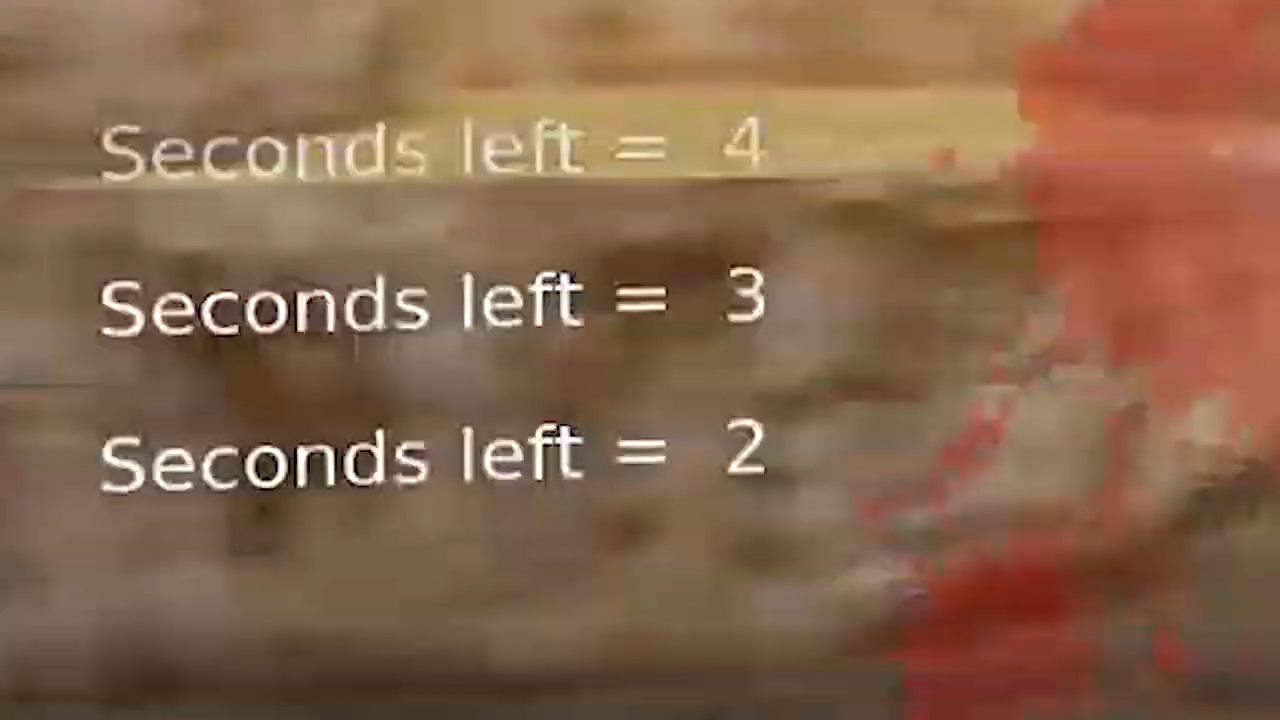 Seconds left = 4
Seconds left = 3
Seconds left = 2